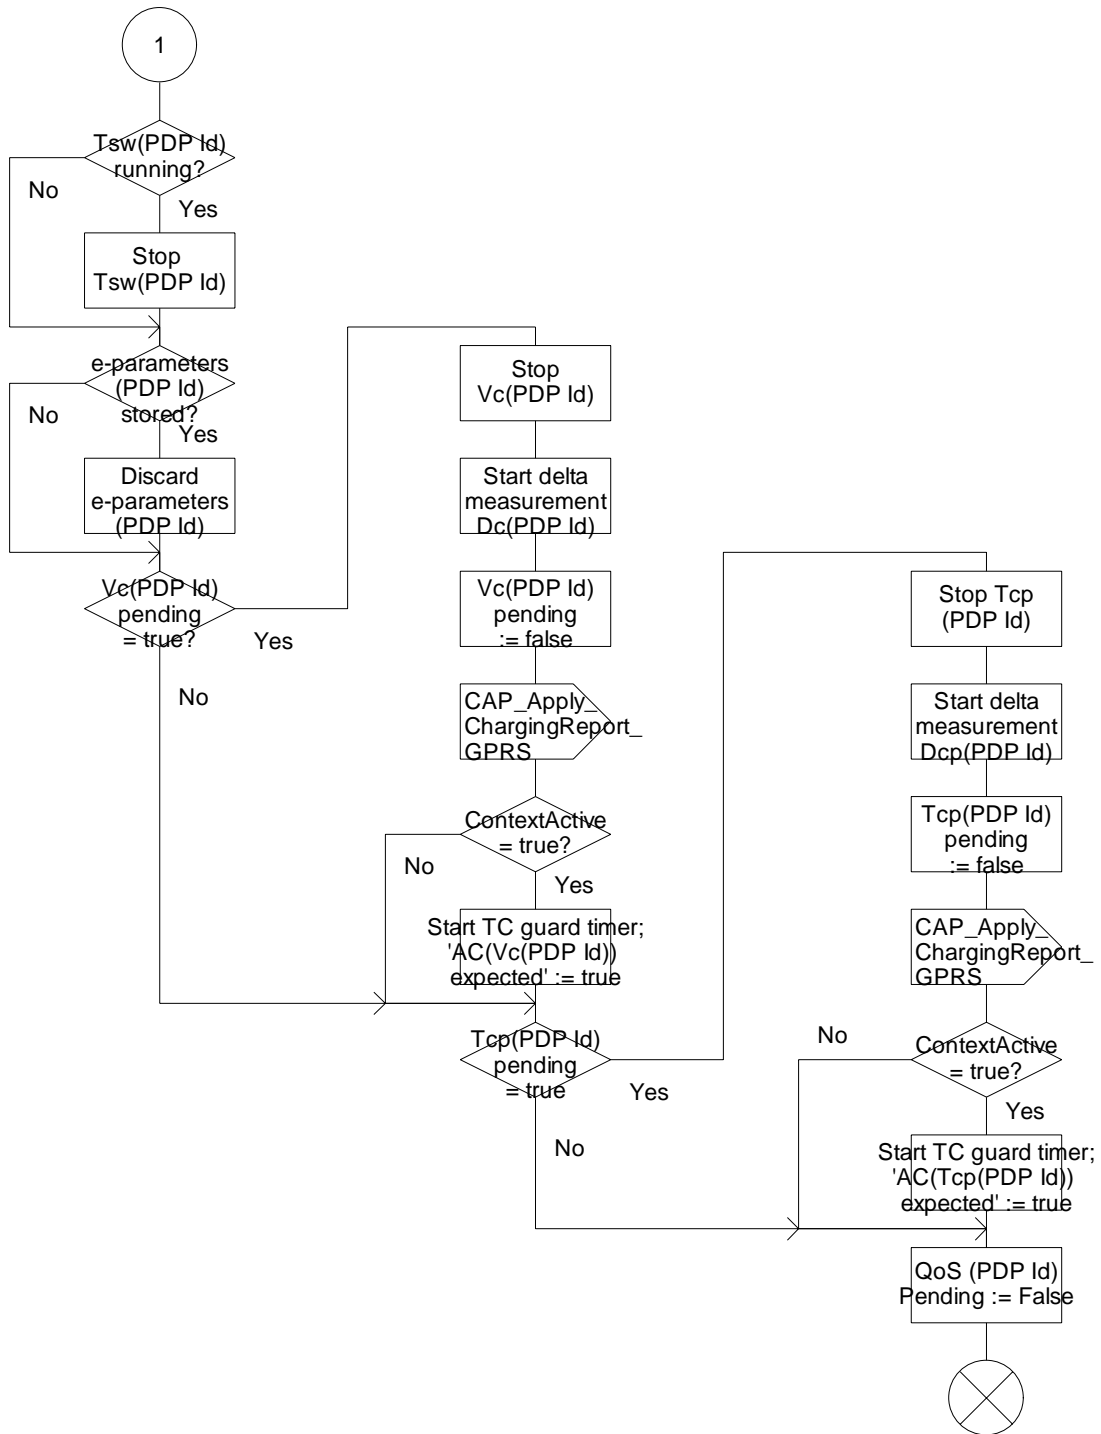 1
Tsw(PDP Id)
running?
No
Yes
Stop
Tsw(PDP Id)
e-parameters
(PDP Id)
stored?
No
Yes
Discard
e-parameters
(PDP Id)
Vc(PDP Id)
pending
= true?
Yes
No
Stop
Vc(PDP Id)
Start delta
measurement
Dc(PDP Id)
Vc(PDP Id)
pending
:= false
CAP_Apply_
ChargingReport_
GPRS
ContextActive
= true?
No
Yes
Start TC guard timer;
'AC(Vc(PDP Id))
expected' := true
Tcp(PDP Id)
pending
= true
Yes
No
Stop Tcp
(PDP Id)
Start delta
measurement
Dcp(PDP Id)
Tcp(PDP Id)
pending
:= false
CAP_Apply_
ChargingReport_
GPRS
No
ContextActive
= true?
Yes
Start TC guard timer;
'AC(Tcp(PDP Id))
expected' := true
QoS (PDP Id)
Pending := False